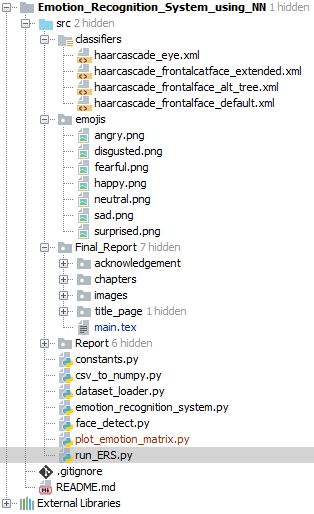 Emotion_Recognition_System_using_NN 1 hidden
src 2 hidden
classifiers
haarcascade_eye.xml
haarcascade_frontalcatface_extended.xml
haarcascade_frontalface_alt_tree.xml
haarcascade_frontalface_default.xml
emojis
angry.png
disgusted.png
fearful.png
happy.png
neutral.png
sad.png
surprised.png
Final_Report 7 hidden
acknowledgement
chapters
images
title_page 1 hidden
main.tex
Report 6 hidden
constants.py
csv_to_numpy.py
dataset_loader.py
emotion_recognition_system.py
face_detect.py
plot_emotion_matrix.py
run_ERS.py
.gitignore
README.md
External Libraries